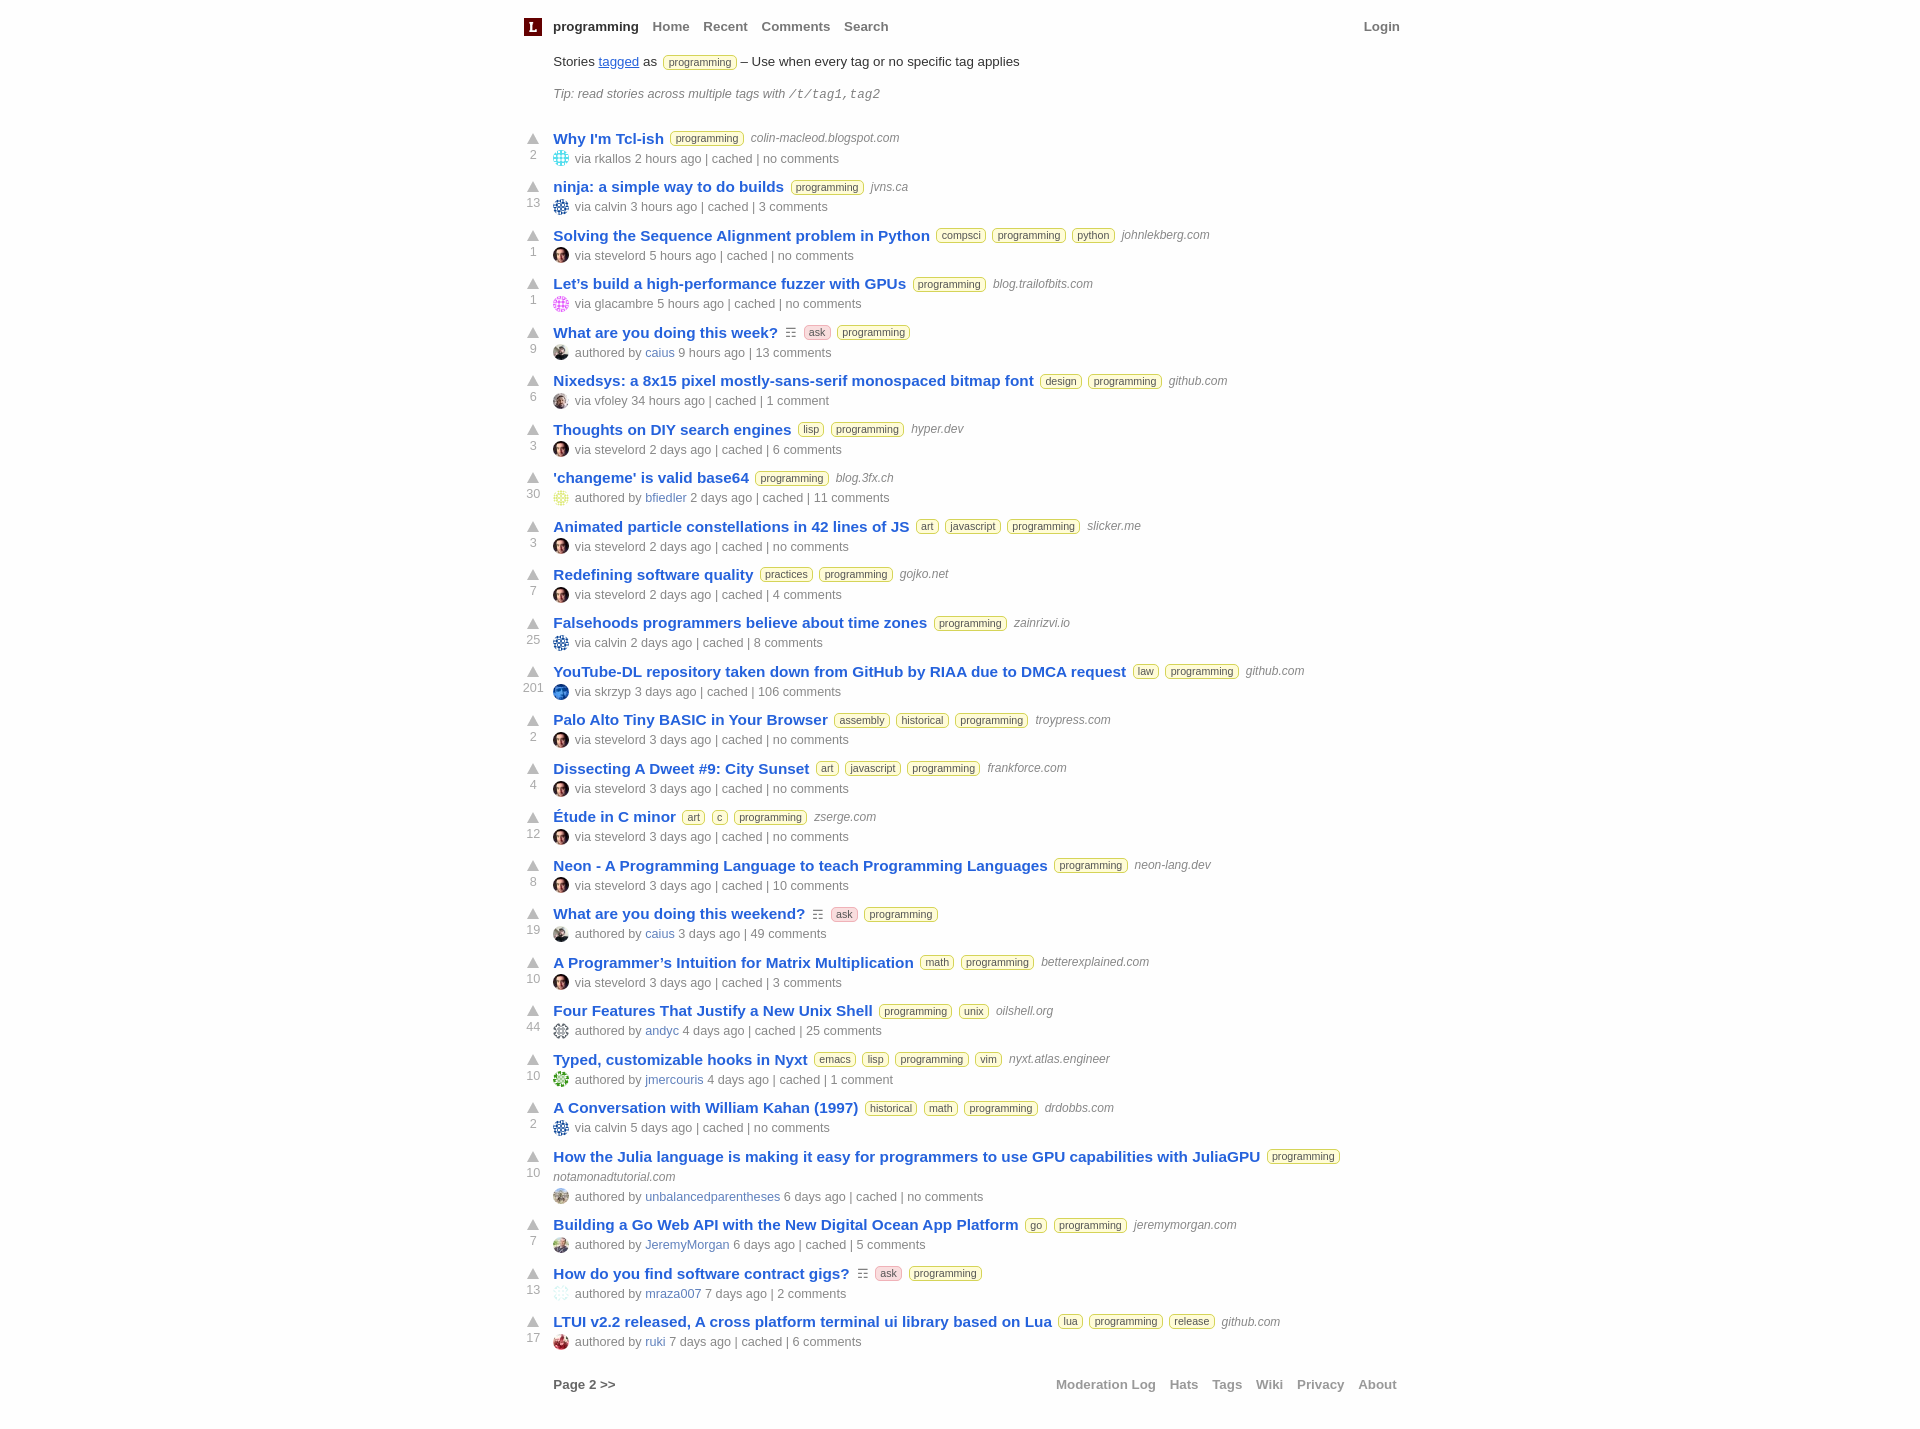 L programming Home Recent Comments Search Login
Stories tagged as programming – Use when every tag or no specific tag applies
Tip: read stories across multiple tags with /t/tag1,tag2
Why I'm Tcl-ish programming colin-macleod.blogspot.com
2 via rkallos 2 hours ago | cached | no comments
ninja: a simple way to do builds programming jvns.ca
13 via calvin 3 hours ago | cached | 3 comments
Solving the Sequence Alignment problem in Python compsci programming python johnlekberg.com
1 via stevelord 5 hours ago | cached | no comments
Let’s build a high-performance fuzzer with GPUs programming blog.trailofbits.com
1 via glacambre 5 hours ago | cached | no comments
What are you doing this week? ☶ ask programming
9 authored by caius 9 hours ago | 13 comments
Nixedsys: a 8x15 pixel mostly-sans-serif monospaced bitmap font design programming github.com
6 via vfoley 34 hours ago | cached | 1 comment
Thoughts on DIY search engines lisp programming hyper.dev
3 via stevelord 2 days ago | cached | 6 comments
'changeme' is valid base64 programming blog.3fx.ch
30 authored by bfiedler 2 days ago | cached | 11 comments
Animated particle constellations in 42 lines of JS art javascript programming slicker.me
3 via stevelord 2 days ago | cached | no comments
Redefining software quality practices programming gojko.net
7 via stevelord 2 days ago | cached | 4 comments
Falsehoods programmers believe about time zones programming zainrizvi.io
25 via calvin 2 days ago | cached | 8 comments
YouTube-DL repository taken down from GitHub by RIAA due to DMCA request law programming github.com
201 via skrzyp 3 days ago | cached | 106 comments
Palo Alto Tiny BASIC in Your Browser assembly historical programming troypress.com
2 via stevelord 3 days ago | cached | no comments
Dissecting A Dweet #9: City Sunset art javascript programming frankforce.com
4 via stevelord 3 days ago | cached | no comments
Étude in C minor art c programming zserge.com
12 via stevelord 3 days ago | cached | no comments
Neon - A Programming Language to teach Programming Languages programming neon-lang.dev
8 via stevelord 3 days ago | cached | 10 comments
What are you doing this weekend? ☶ ask programming
19 authored by caius 3 days ago | 49 comments
A Programmer’s Intuition for Matrix Multiplication math programming betterexplained.com
10 via stevelord 3 days ago | cached | 3 comments
Four Features That Justify a New Unix Shell programming unix oilshell.org
44 authored by andyc 4 days ago | cached | 25 comments
Typed, customizable hooks in Nyxt emacs lisp programming vim nyxt.atlas.engineer
10 authored by jmercouris 4 days ago | cached | 1 comment
A Conversation with William Kahan (1997) historical math programming drdobbs.com
2 via calvin 5 days ago | cached | no comments
How the Julia language is making it easy for programmers to use GPU capabilities with JuliaGPU programming
10 notamonadtutorial.com
authored by unbalancedparentheses 6 days ago | cached | no comments
Building a Go Web API with the New Digital Ocean App Platform go programming jeremymorgan.com
7 authored by JeremyMorgan 6 days ago | cached | 5 comments
How do you find software contract gigs? ☶ ask programming
13 authored by mraza007 7 days ago | 2 comments
LTUI v2.2 released, A cross platform terminal ui library based on Lua lua programming release github.com
17 authored by ruki 7 days ago | cached | 6 comments
Page 2 >> Moderation Log Hats Tags Wiki Privacy About